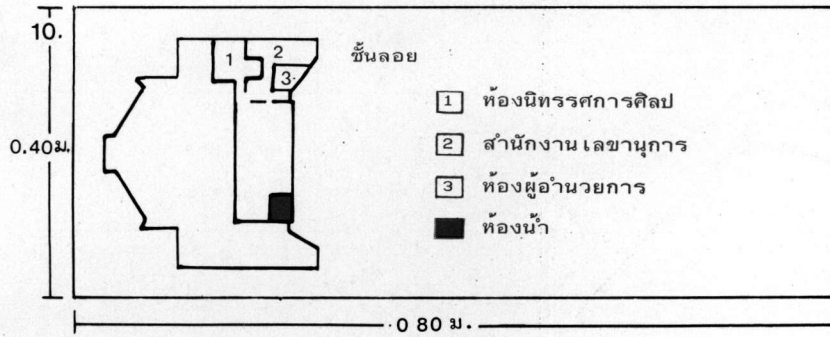 10.
1
2
3
ชั้นลอย
1 ห้องนิทรรศการศิลป
2 สำนักงานเลขานุการ
3 ห้องผู้อำนวยการ
ห้องน้ำ
0.40ม.
0 80 ม.